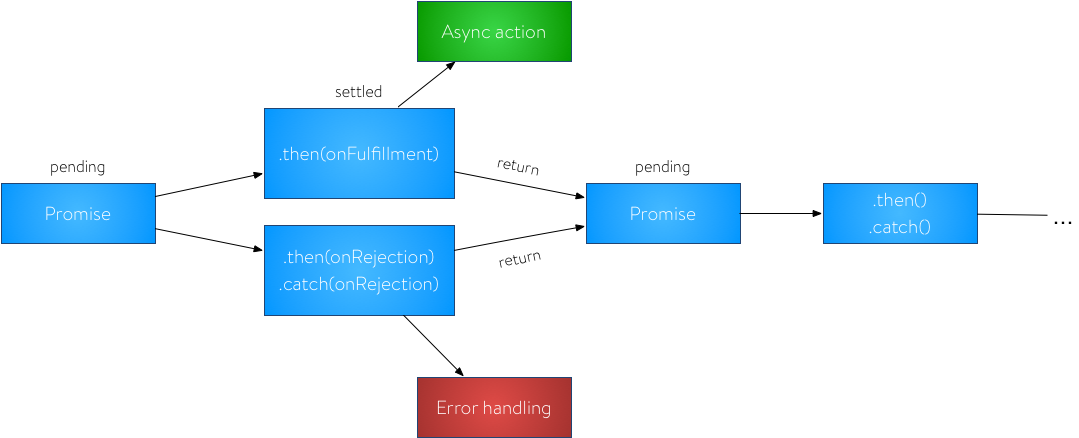 Async action
settled
.then(onFulfillment)
pending
Promise
return
pending
Promise
.then()
.catch()
...
.then(onRejection)
.catch(onRejection)
return
Error handling